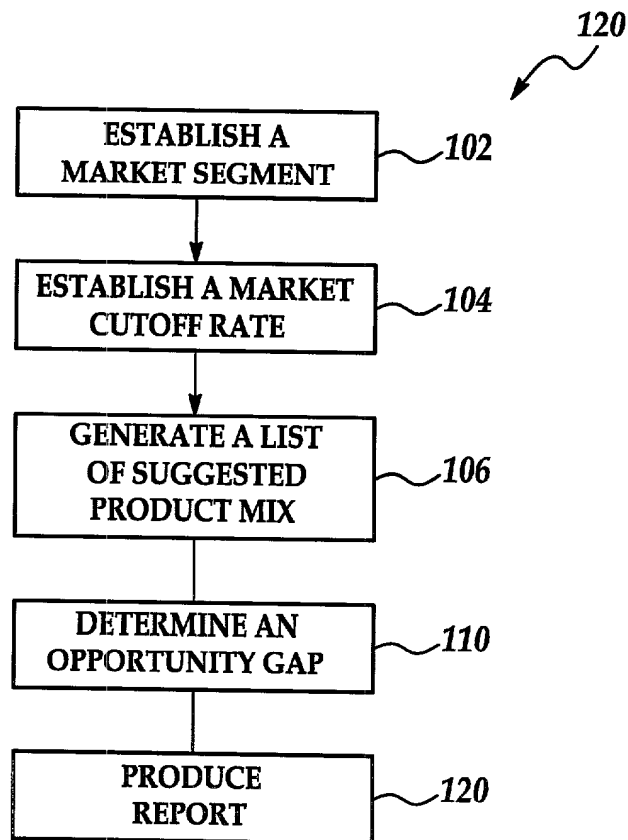 120
ESTABLISH A
MARKET SEGMENT
102
ESTABLISH A MARKET
CUTOFF RATE
104
GENERATE A LIST
OF SUGGESTED
PRODUCT MIX
106
DETERMINE AN
OPPORTUNITY GAP
110
PRODUCE
REPORT
120